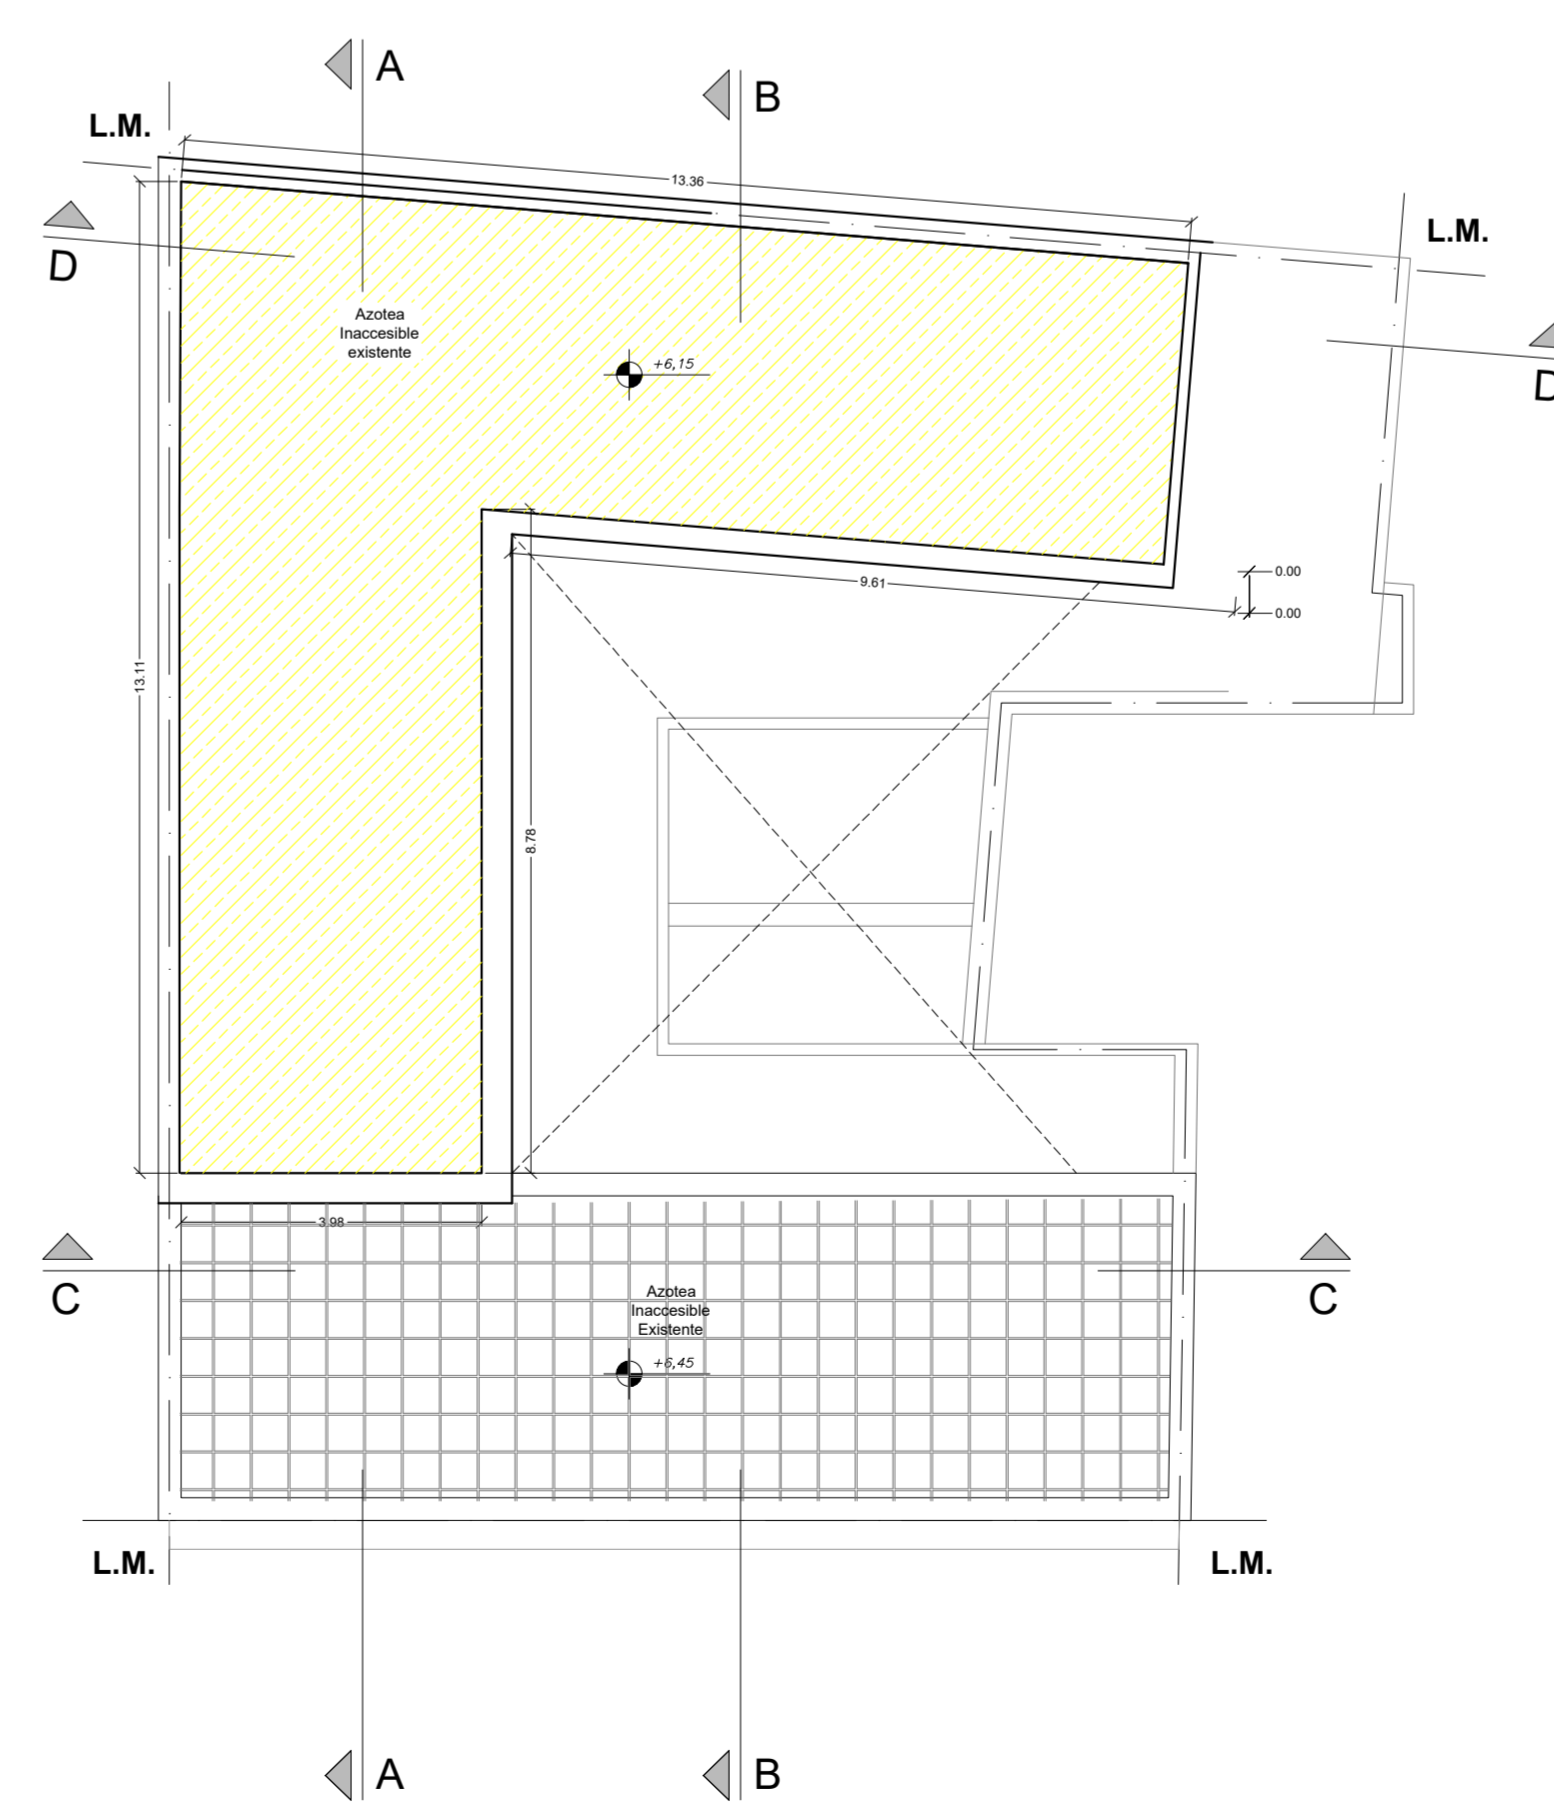 A
B
L.M.
13.36
L.M.
D
Azotea
Inaccesible
existente
+6,15
D
9.61
0.00
0.00
13.11
8.78
3.98
C
C
Azotea
Inaccesible
Existente
+6,45
L.M.
L.M.
A
B